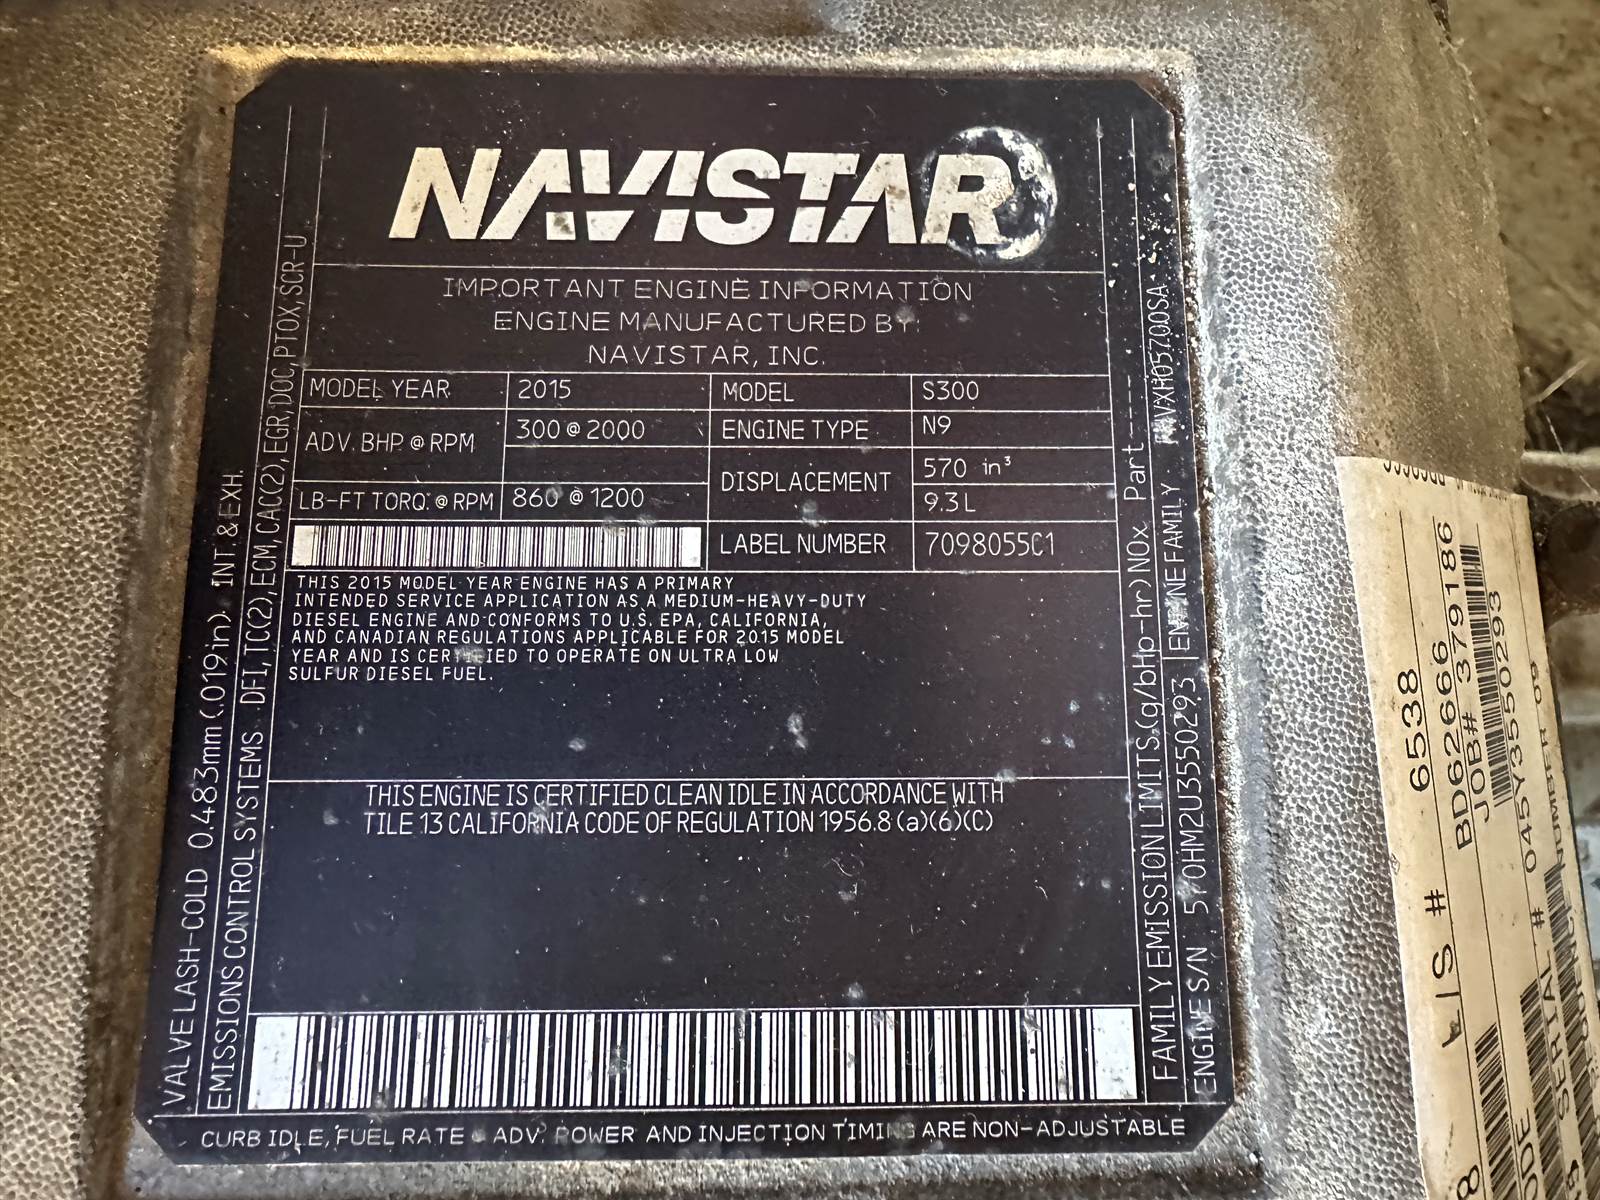 NAVISTAR
IMPORTANT ENGINE INFORMATION
ENGINE MANUFACTURED BY:
NAVISTAR, INC.
MODEL YEAR 2015 MODEL S300
ADV. BHP @ RPM 300 @ 2000 ENGINE TYPE N9
DISPLACEMENT 570 in³
9.3L
LB-FT TORQ. @ RPM 860 @ 1200
LABEL NUMBER 7098055C1
THIS 2015 MODEL YEAR ENGINE HAS A PRIMARY
INTENDED SERVICE APPLICATION AS A MEDIUM-HEAVY-DUTY
DIESEL ENGINE AND CONFORMS TO U.S. EPA, CALIFORNIA,
AND CANADIAN REGULATIONS APPLICABLE FOR 2015 MODEL
YEAR AND IS CERTIFIED TO OPERATE ON ULTRA LOW
SULFUR DIESEL FUEL.
THIS ENGINE IS CERTIFIED CLEAN IDLE IN ACCORDANCE WITH
TILE 13 CALIFORNIA CODE OF REGULATION 1956.8 (a)(6)(C)
CURB IDLE, FUEL RATE & ADV. POWER AND INJECTION TIMING ARE NON-ADJUSTABLE
VALVE LASH-COLD 0.483mm (.019in). INT. & EXH.
EMISSIONS CONTROL SYSTEMS DFI, TC(2), ECM, CAC(2), EGR, DOC, PTOX, SCR-U
FAMILY EMISSION LIMITS (g/bHp-hr) NOx Part ----
ENGINE S/N 570HM2U3550293 ENGINE FAMILY
LIS # 6538
BD62666
JOB# 379186
SERIAL # 045Y3550293
NUMBER 09